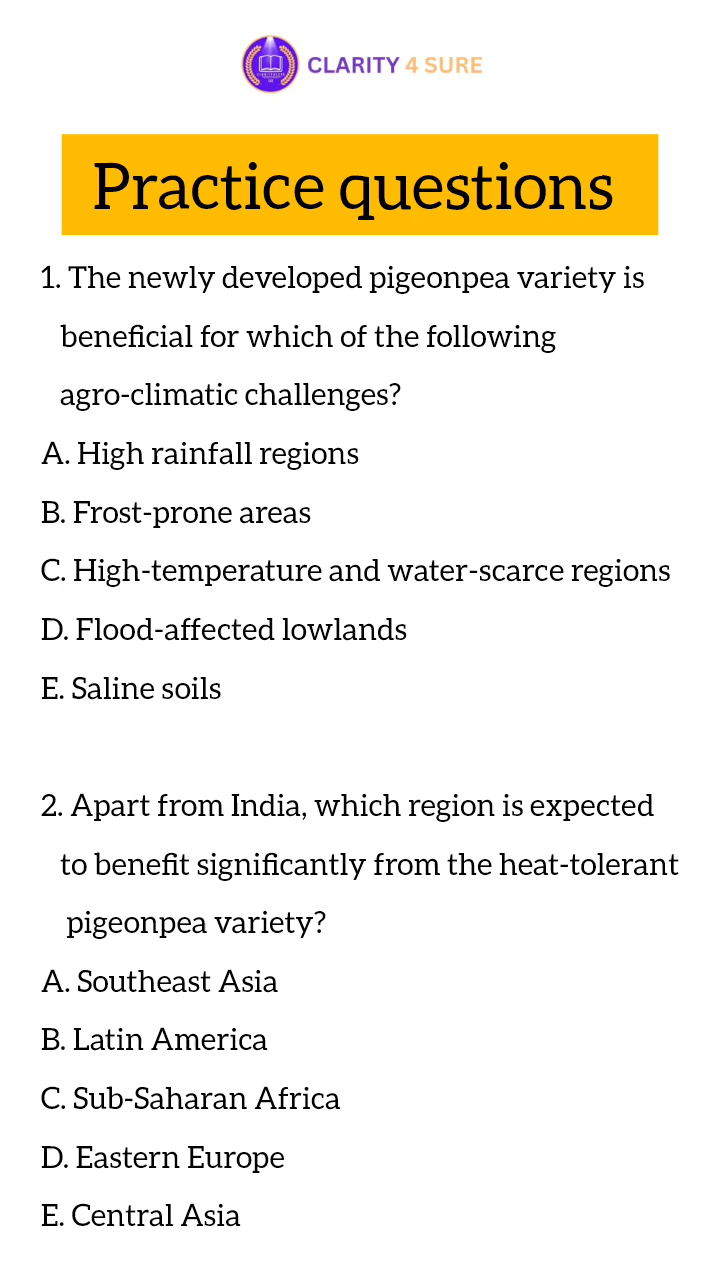 CLARITY 4 SURE
Practice questions
1. The newly developed pigeonpea variety is
beneficial for which of the following
agro-climatic challenges?
A. High rainfall regions
B. Frost-prone areas
C. High-temperature and water-scarce regions
D. Flood-affected lowlands
E. Saline soils
2. Apart from India, which region is expected
to benefit significantly from the heat-tolerant
pigeonpea variety?
A. Southeast Asia
B. Latin America
C. Sub-Saharan Africa
D. Eastern Europe
E. Central Asia